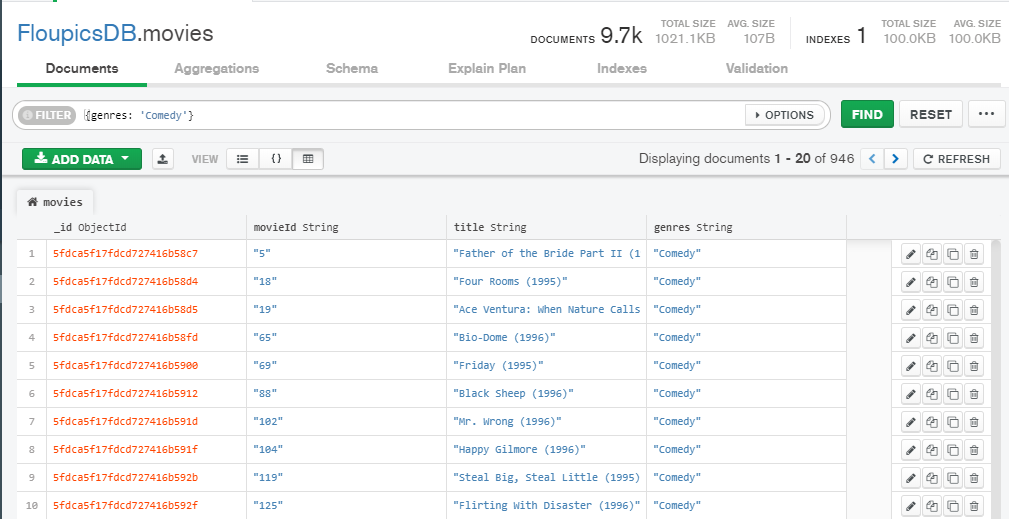 FloupicsDB.movies
DOCUMENTS 9.7k TOTAL SIZE 1021.1KB AVG. SIZE 107B INDEXES 1 TOTAL SIZE 100.0KB AVG. SIZE 100.0KB
Documents Aggregations Schema Explain Plan Indexes Validation
FILTER {genres: 'Comedy'} OPTIONS FIND RESET ...
ADD DATA VIEW {} Displaying documents 1 - 20 of 946 < > REFRESH
movies
_id ObjectId movieId String title String genres String
1 5fdca5f17fdcd727416b58c7 "5" "Father of the Bride Part II (1 "Comedy"
2 5fdca5f17fdcd727416b58d4 "18" "Four Rooms (1995)" "Comedy"
3 5fdca5f17fdcd727416b58d5 "19" "Ace Ventura: When Nature Calls "Comedy"
4 5fdca5f17fdcd727416b58fd "65" "Bio-Dome (1996)" "Comedy"
5 5fdca5f17fdcd727416b5900 "69" "Friday (1995)" "Comedy"
6 5fdca5f17fdcd727416b5912 "88" "Black Sheep (1996)" "Comedy"
7 5fdca5f17fdcd727416b591d "102" "Mr. Wrong (1996)" "Comedy"
8 5fdca5f17fdcd727416b591f "104" "Happy Gilmore (1996)" "Comedy"
9 5fdca5f17fdcd727416b592b "119" "Steal Big, Steal Little (1995) "Comedy"
10 5fdca5f17fdcd727416b592f "125" "Flirting With Disaster (1996)" "Comedy"